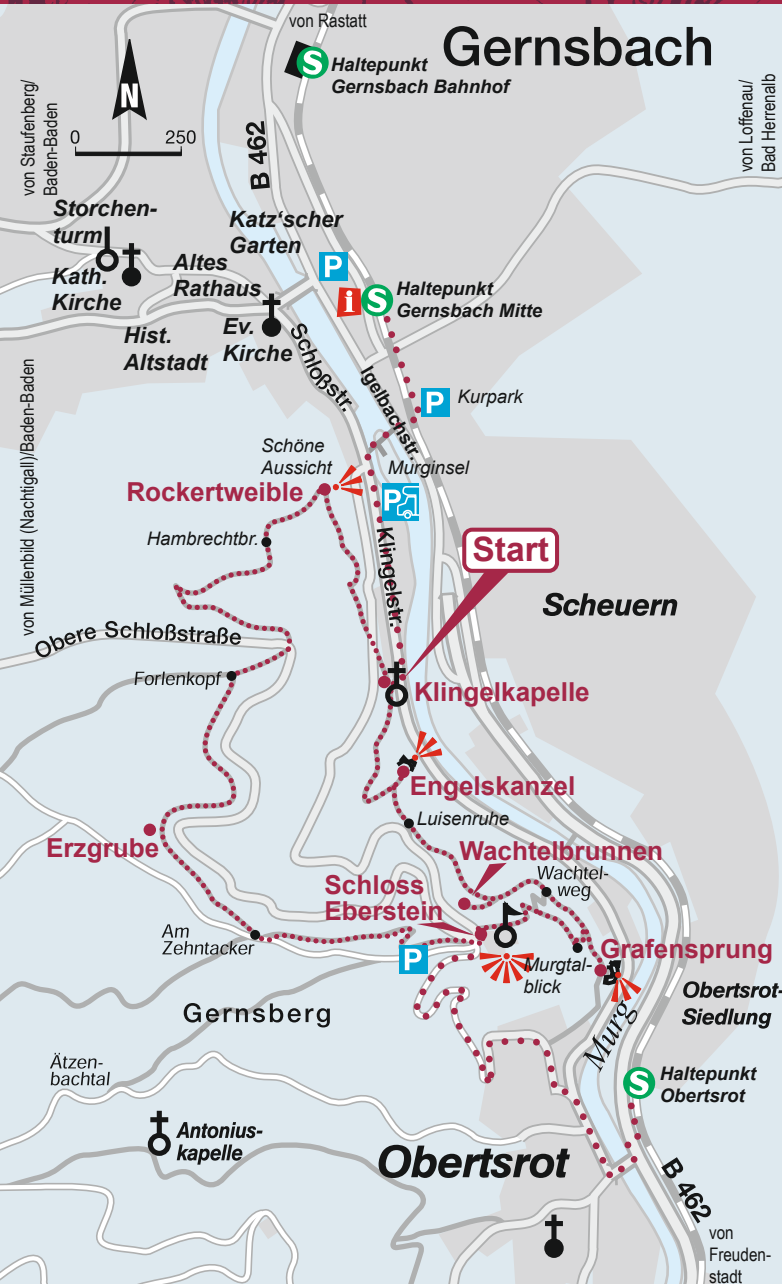 von Rastatt
Gernsbach
Haltepunkt
Gernsbach Bahnhof
S
N
0 250
von Staufenberg/
Baden-Baden
B 462
von Loffenau/
Bad Herrenalb
Storchen-
turm
Kath.
Kirche
Katz'scher
Garten
Altes
Rathaus
P
i
S
Haltepunkt
Gernsbach Mitte
Hist.
Altstadt
Ev.
Kirche
Schloßstr.
Igelbachstr.
P
Kurpark
von Müllenbild (Nachtigall)/Baden-Baden
Schöne
Aussicht
Murginsel
Rockertweible
P
Hambrechtbr.
Klingelstr.
Start
Scheuern
Obere Schloßstraße
Forlenkopf
Klingelkapelle
Engelskanzel
Luisenruhe
Erzgrube
Wachtelbrunnen
Wachtel-
weg
Schloss
Eberstein
Am
Zehntacker
P
Murgtal-
blick
Grafensprung
Obertsrot-
Siedlung
Gernsberg
Murg
Ätzen-
bachtal
S
Haltepunkt
Obertsrot
Antonius-
kapelle
Obertsrot
B 462
von
Freuden-
stadt